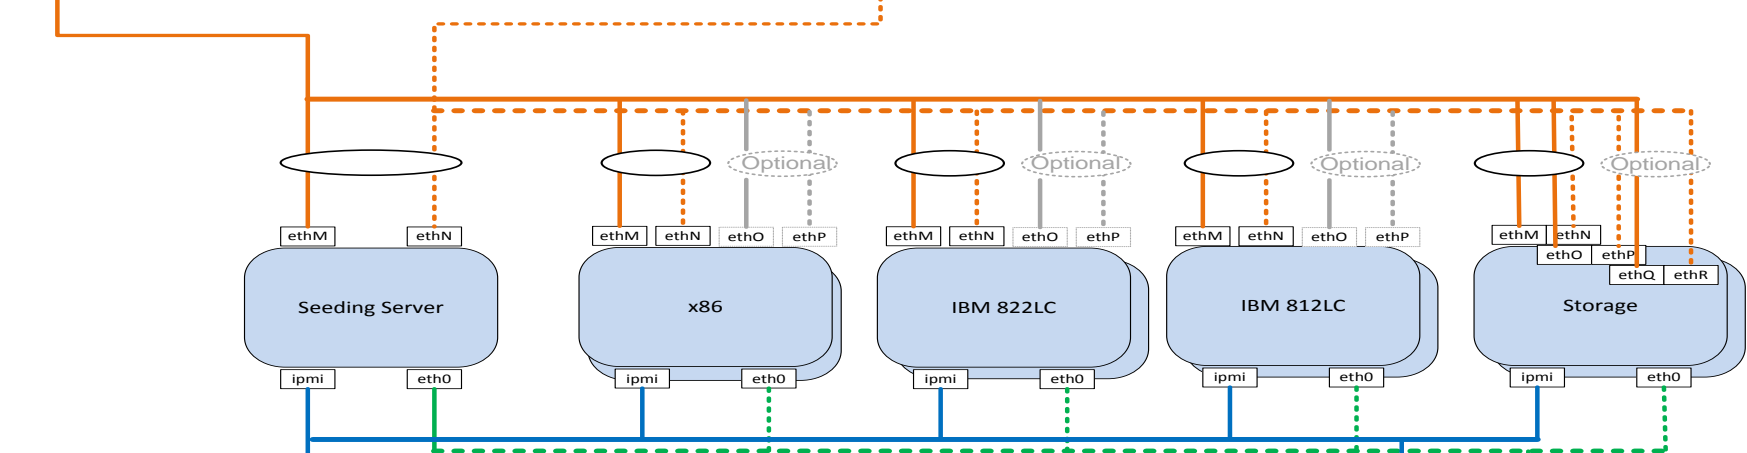 Optional Optional Optional Optional
ethM ethN ethM ethN ethO ethP ethM ethN ethO ethP ethM ethN ethO ethP ethM ethN
ethO ethP
ethQ ethR
Seeding Server x86 IBM 822LC IBM 812LC Storage
ipmi eth0 ipmi eth0 ipmi eth0 ipmi eth0 ipmi eth0